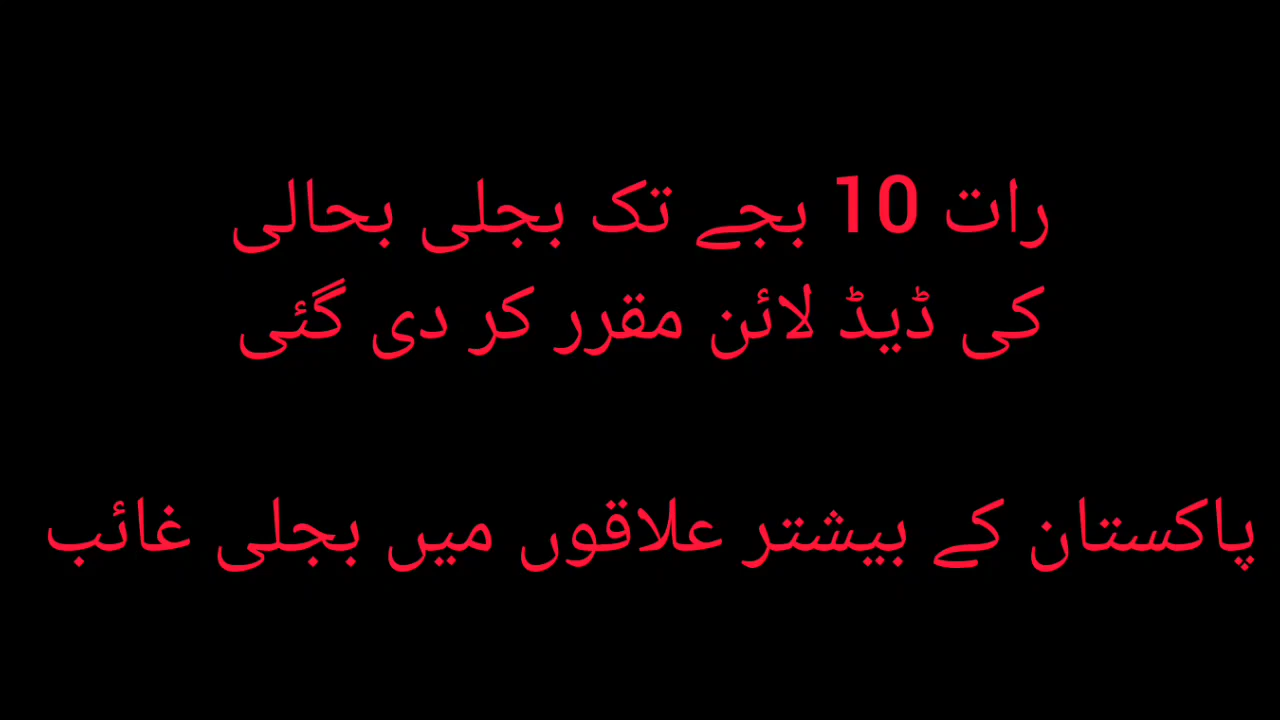 رات 10 بجے تک بجلی بحالی
کی ڈیڈ لائن مقرر کر دی گئی
پاکستان کے بیشتر علاقوں میں بجلی غائب